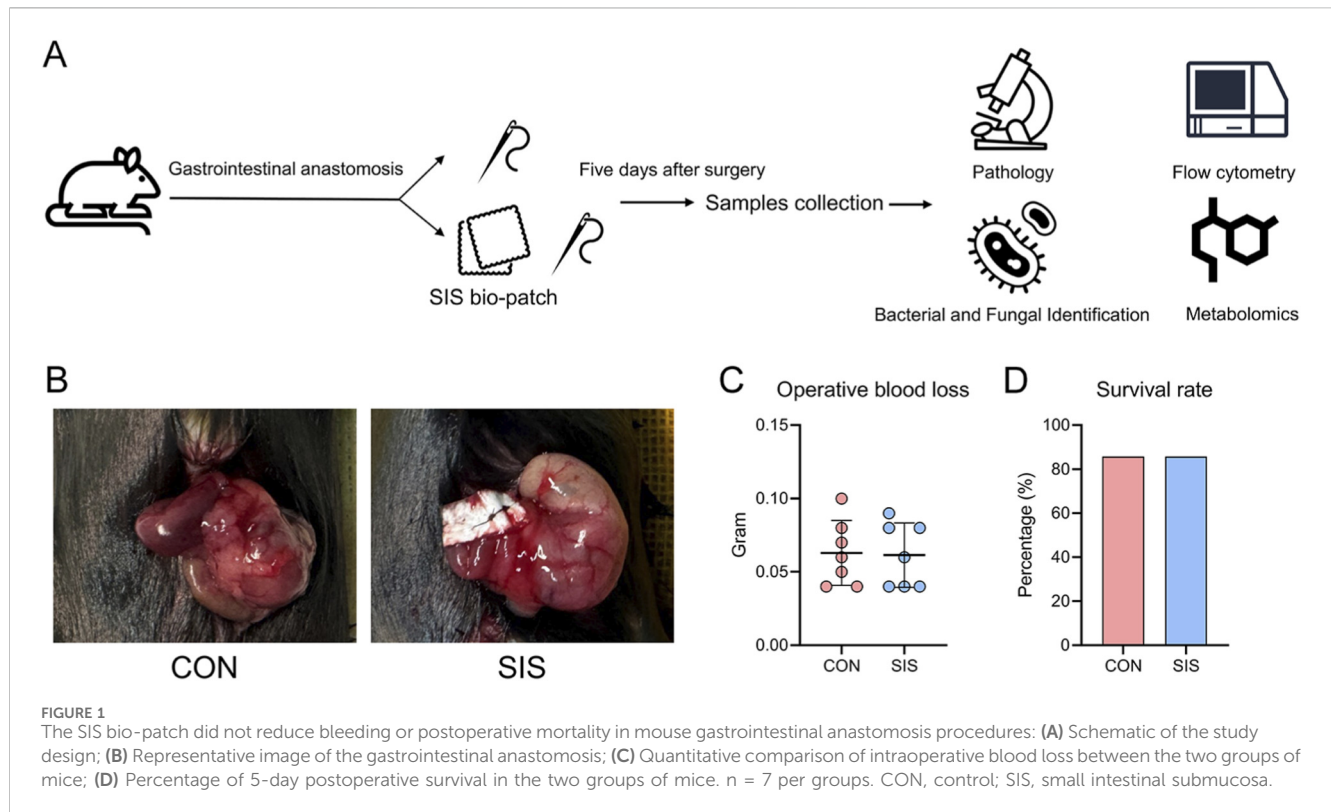 A
Gastrointestinal anastomosis
SIS bio-patch
Five days after surgery
Samples collection
Pathology
Flow cytometry
Bacterial and Fungal Identification
Metabolomics
B
CON
SIS
C
Operative blood loss
Gram
0.15
0.10
0.05
0.00
CON
SIS
D
Survival rate
Percentage (%)
100
80
60
40
20
0
CON
SIS
FIGURE 1
The SIS bio-patch did not reduce bleeding or postoperative mortality in mouse gastrointestinal anastomosis procedures: (A) Schematic of the study
design; (B) Representative image of the gastrointestinal anastomosis; (C) Quantitative comparison of intraoperative blood loss between the two groups of
mice; (D) Percentage of 5-day postoperative survival in the two groups of mice. n = 7 per groups. CON, control; SIS, small intestinal submucosa.